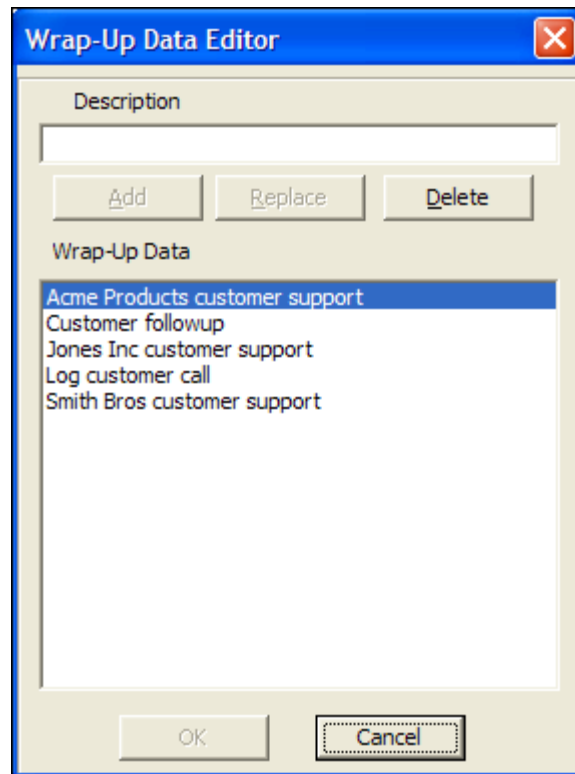 Wrap-Up Data Editor
Description
Add Replace Delete
Wrap-Up Data
Acme Products customer support
Customer followup
Jones Inc customer support
Log customer call
Smith Bros customer support
OK Cancel